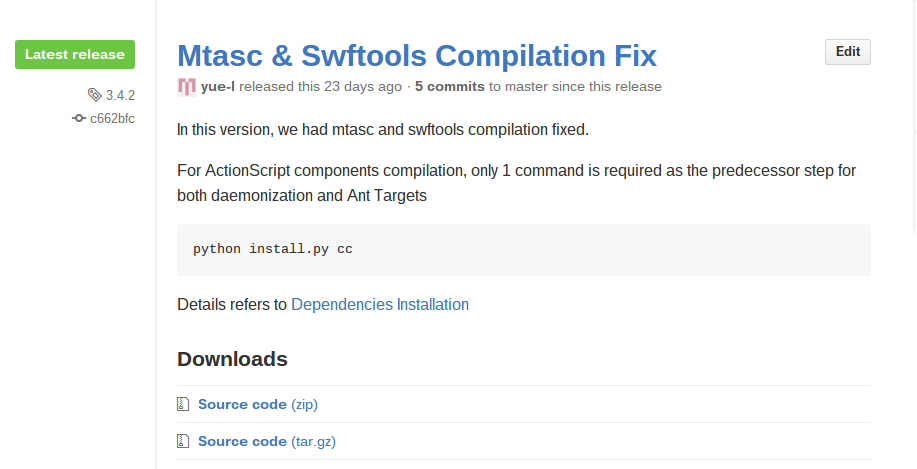 Latest release
3.4.2
c662bfc
Mtasc & Swftools Compilation Fix
Edit
yue-l released this 23 days ago · 5 commits to master since this release
In this version, we had mtasc and swftools compilation fixed.
For ActionScript components compilation, only 1 command is required as the predecessor step for
both daemonization and Ant Targets
python install.py cc
Details refers to Dependencies Installation
Downloads
Source code (zip)
Source code (tar.gz)